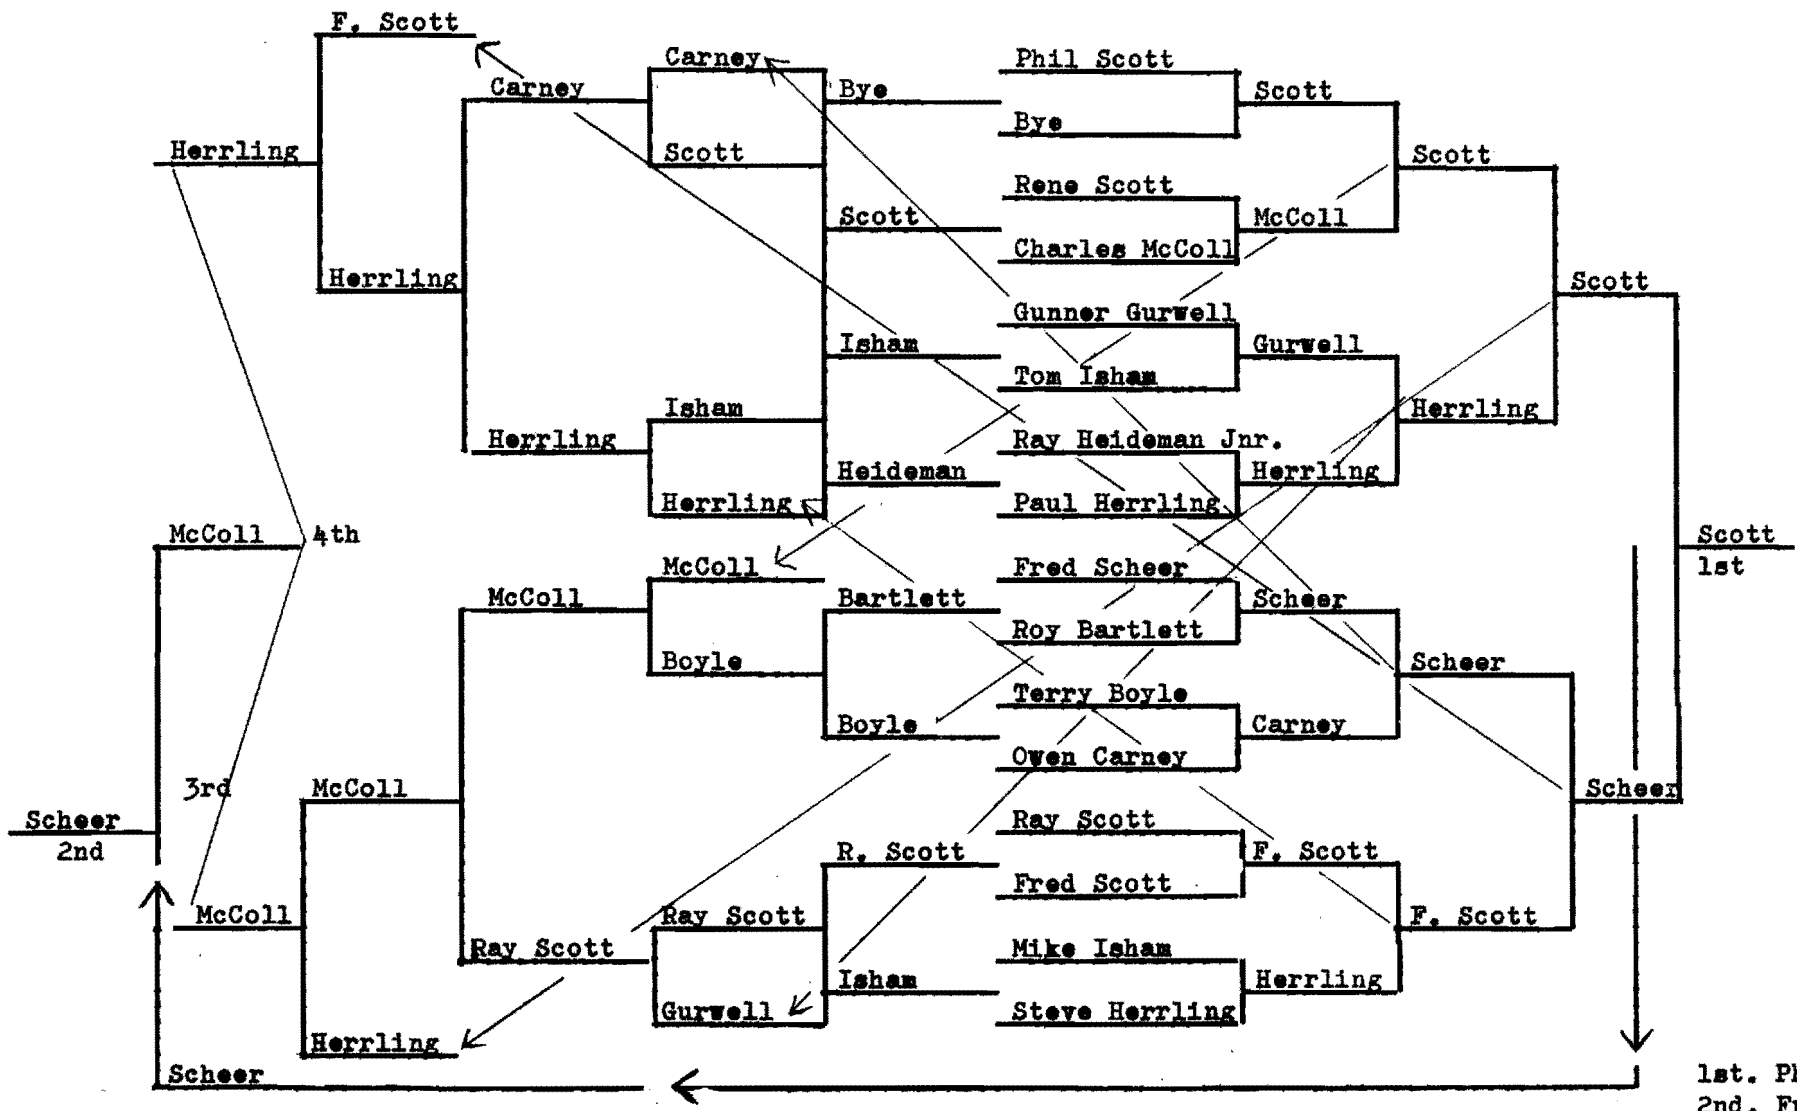 F. Scott
Carney
Phil Scott
Carney
Bye
Scott
Bye
Herrling
Scott
Scott
Rene Scott
Scott
McColl
Charles McColl
Herrling
Scott
Gunner Gurwell
Isham
Gurwell
Tom Isham
Isham
Herrling
Herrling
Ray Heideman Jnr.
Heideman
Herrling
Herrling
Paul Herrling
McColl
4th
Scott
1st
McColl
Fred Scheer
McColl
Bartlett
Scheer
Roy Bartlett
Boyle
Scheer
Terry Boyle
Boyle
Carney
Owen Carney
3rd
McColl
Scheer
Scheer
2nd
Ray Scott
R. Scott
F. Scott
Fred Scott
McColl
Ray Scott
F. Scott
Ray Scott
Mike Isham
Isham
Herrling
Gurwell
Steve Herrling
Herrling
Scheer
1st.
2nd.